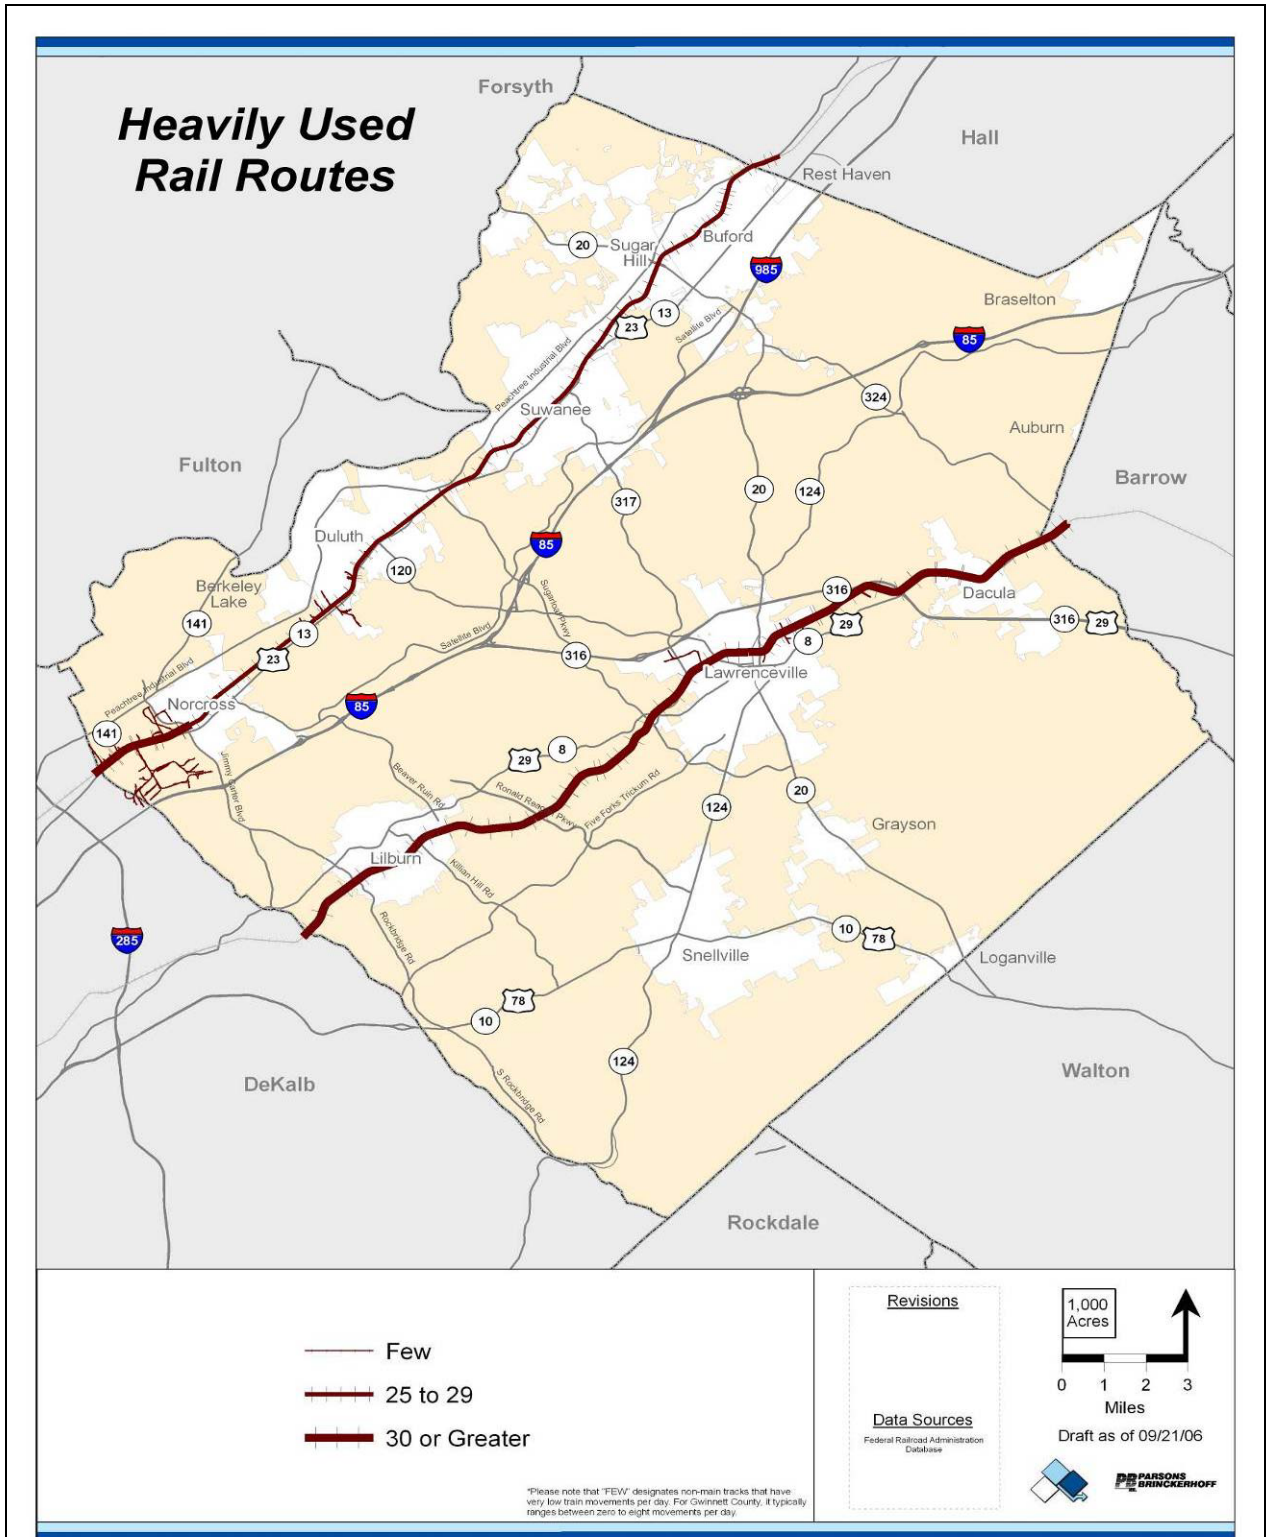 Heavily Used
Rail Routes
Forsyth
Hall
Rest Haven
20
Sugar
Hill
Buford
985
23
13
Satellite Blvd
Braselton
85
Peachtree Industrial Blvd
Suwanee
324
Auburn
Fulton
Barrow
317
20
124
Duluth
85
120
Berkeley
Lake
141
13
23
Sugarloaf Pkwy
Satellite Blvd
316
316
29
8
Dacula
316
29
Lawrenceville
Peachtree Industrial Blvd
Norcross
141
85
29
8
Jimmy Carter Blvd
Beaver Ruin Rd
Five Forks Trickum Rd
124
20
Grayson
Lilburn
Killian Hill Rd
Rockbridge Rd
285
10
78
Snellville
Loganville
78
10
124
DeKalb
S Rockbridge Rd
Walton
Rockdale
Few
25 to 29
30 or Greater
*Please note that "FEW" designates non-main tracks that have
very low train movements per day. For Gwinnett County, it typically
ranges between zero to eight movements per day.
Revisions
Data Sources
Federal Railroad Administration
Database
1,000
Acres
0 1 2 3
Miles
Draft as of 09/21/06
PB PARSONS
BRINCKERHOFF